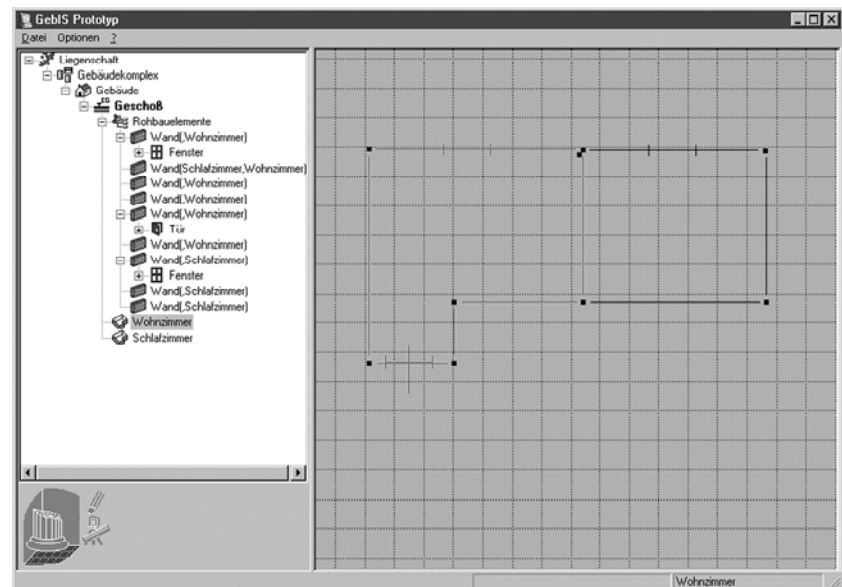 GebIS Prototyp
Datei Optionen ?
Liegenschaft
Gebäudekomplex
Gebäude
EG
Geschoß
Rohbauelemente
Wand(,Wohnzimmer)
Fenster
Wand(Schlafzimmer,Wohnzimmer)
Wand(,Wohnzimmer)
Wand(,Wohnzimmer)
Wand(,Wohnzimmer)
Tür
Wand(,Wohnzimmer)
Wand(,Schlafzimmer)
Fenster
Wand(,Schlafzimmer)
Wand(,Schlafzimmer)
Wohnzimmer
Schlafzimmer
Wohnzimmer